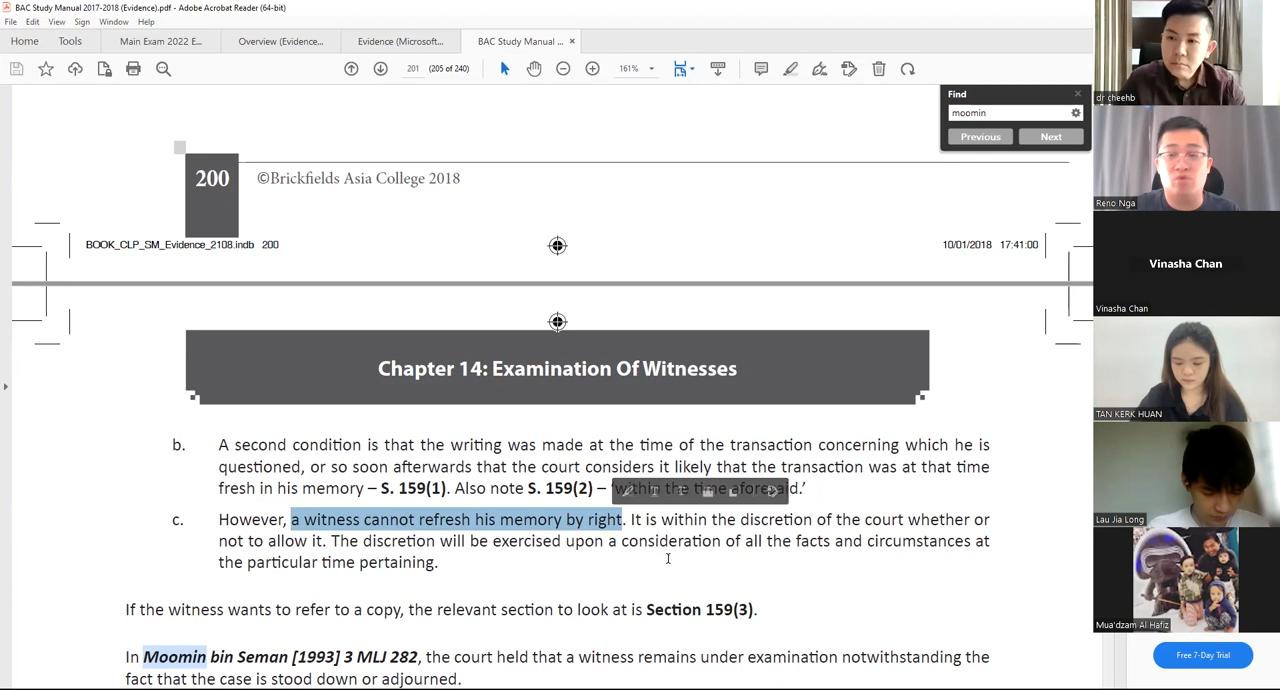 BAC Study Manual 2017-2018 (Evidence).pdf - Adobe Acrobat Reader (64-bit)
File Edit View Sign Window Help
Home Tools Main Exam 2022 E... Overview (Evidence... Evidence (Microsoft... BAC Study Manual ... ×
201 (205 of 240) 161%
Find
moomin
Previous Next
200 ©Brickfields Asia College 2018
BOOK_CLP_SM_Evidence_2108.indb 200 10/01/2018 17:41:00
Chapter 14: Examination Of Witnesses
b. A second condition is that the writing was made at the time of the transaction concerning which he is
questioned, or so soon afterwards that the court considers it likely that the transaction was at that time
fresh in his memory – S. 159(1). Also note S. 159(2) – ‘within the time aforesaid.’
c. However, a witness cannot refresh his memory by right. It is within the discretion of the court whether or
not to allow it. The discretion will be exercised upon a consideration of all the facts and circumstances at
the particular time pertaining.
If the witness wants to refer to a copy, the relevant section to look at is Section 159(3).
In Moomin bin Seman [1993] 3 MLJ 282, the court held that a witness remains under examination notwithstanding the
fact that the case is stood down or adjourned.
dr cheehb
Reno Nga
Vinasha Chan
Vinasha Chan
TAN KERK HUAN
Lau Jia Long
Mua'dzam Al Hafiz
Free 7-Day Trial